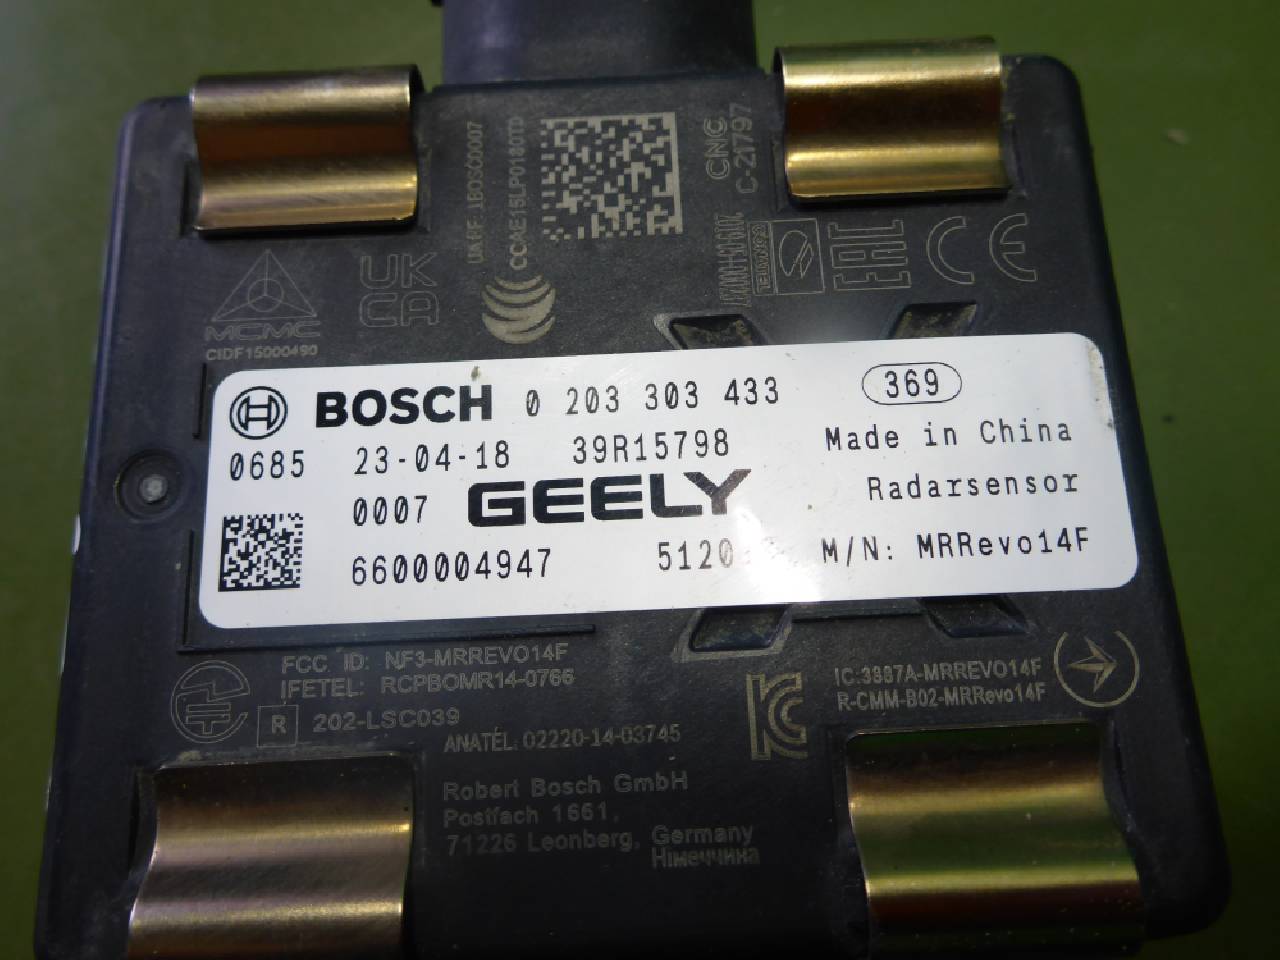 CNC
C-21797
CCAE15LP0180T0
UK
CA
MCMC
CIDF15000490
EAC
CE
BOSCH 0 203 303 433 369
0685 23-04-18 39R15798 Made in China
0007 GEELY Radarsensor
6600004947 5120 M/N: MRRevo14F
FCC ID: NF3-MRREVO14F
IFETEL: RCPBOMR14-0766
R 202-LSC039
IC:3887A-MRREVO14F
R-CMM-B02-MRRevo14F
ANATEL: 02220-14-03745
Robert Bosch GmbH
Postfach 1661,
71226 Leonberg, Germany
Німеччина